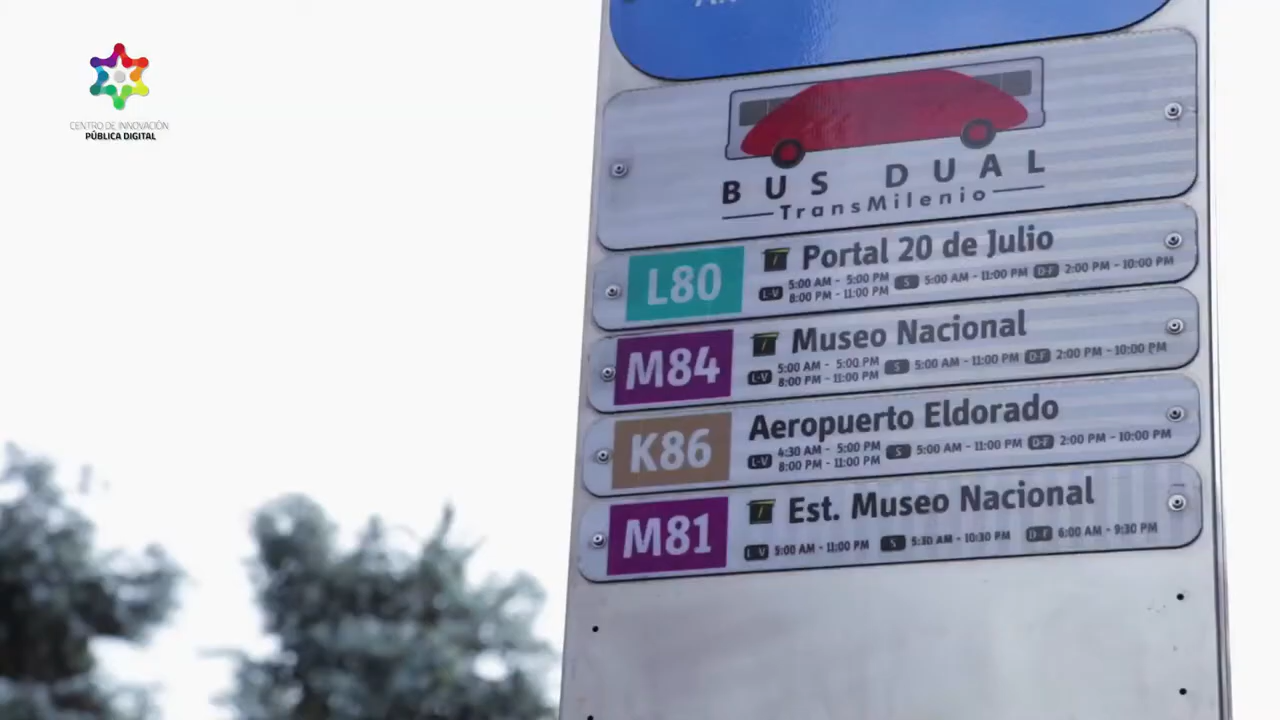 CENTRO DE INNOVACIÓN
PÚBLICA DIGITAL
BUS DUAL
TransMilenio
L80 Portal 20 de Julio
L-V 5:00 AM - 5:00 PM S 5:00 AM - 11:00 PM D-F 2:00 PM - 10:00 PM
8:00 PM - 11:00 PM
M84 Museo Nacional
L-V 5:00 AM - 5:00 PM S 5:00 AM - 11:00 PM D-F 2:00 PM - 10:00 PM
8:00 PM - 11:00 PM
K86 Aeropuerto Eldorado
L-V 4:30 AM - 5:00 PM S 5:00 AM - 11:00 PM D-F 2:00 PM - 10:00 PM
8:00 PM - 11:00 PM
M81 Est. Museo Nacional
L-V 5:00 AM - 11:00 PM S 5:30 AM - 10:30 PM D-F 6:00 AM - 9:30 PM